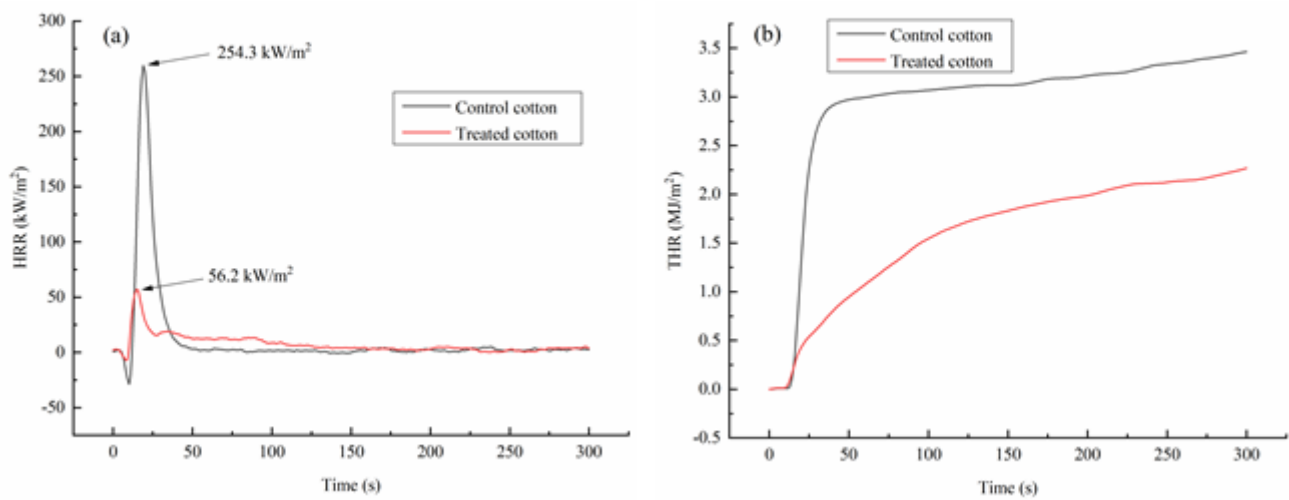 (a)
254.3 kW/m²
56.2 kW/m²
Control cotton
Treated cotton
HRR (kW/m²)
300
250
200
150
100
50
0
-50
0 50 100 150 200 250 300
Time (s)
(b)
Control cotton
Treated cotton
THR (MJ/m²)
3.5
3.0
2.5
2.0
1.5
1.0
0.5
0.0
-0.5
0 50 100 150 200 250 300
Time (s)